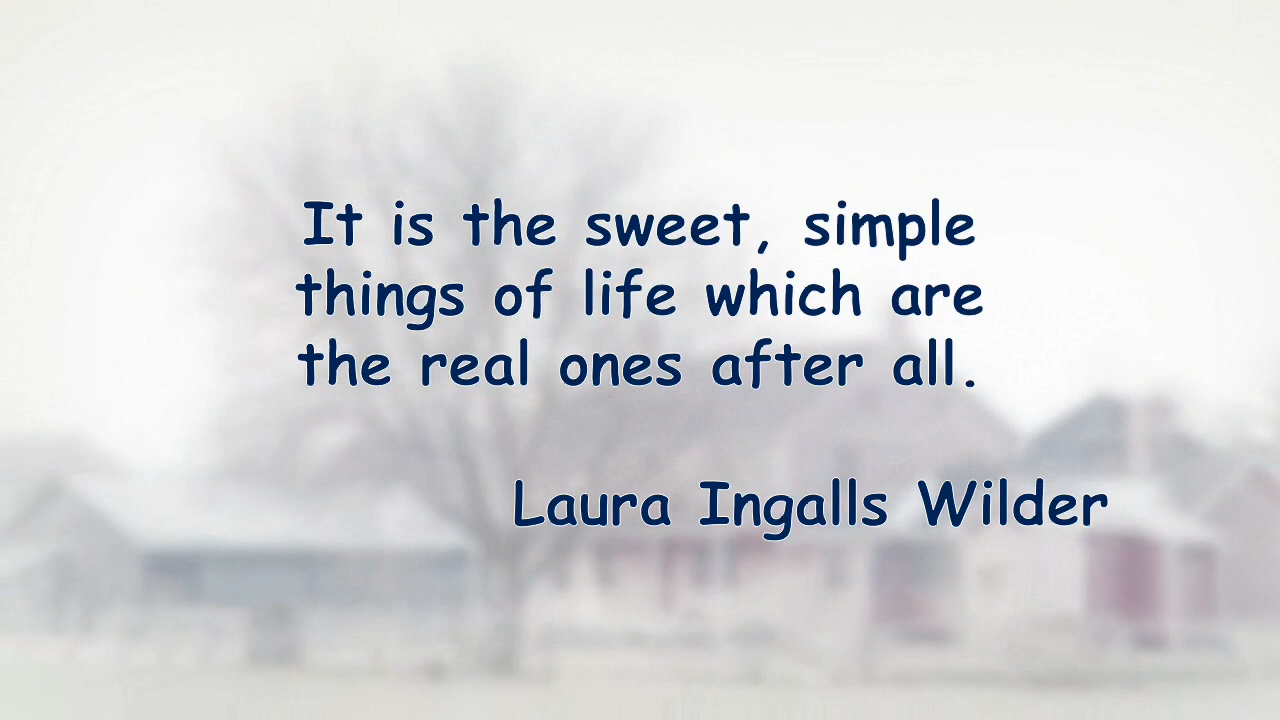 It is the sweet, simple
things of life which are
the real ones after all.
Laura Ingalls Wilder